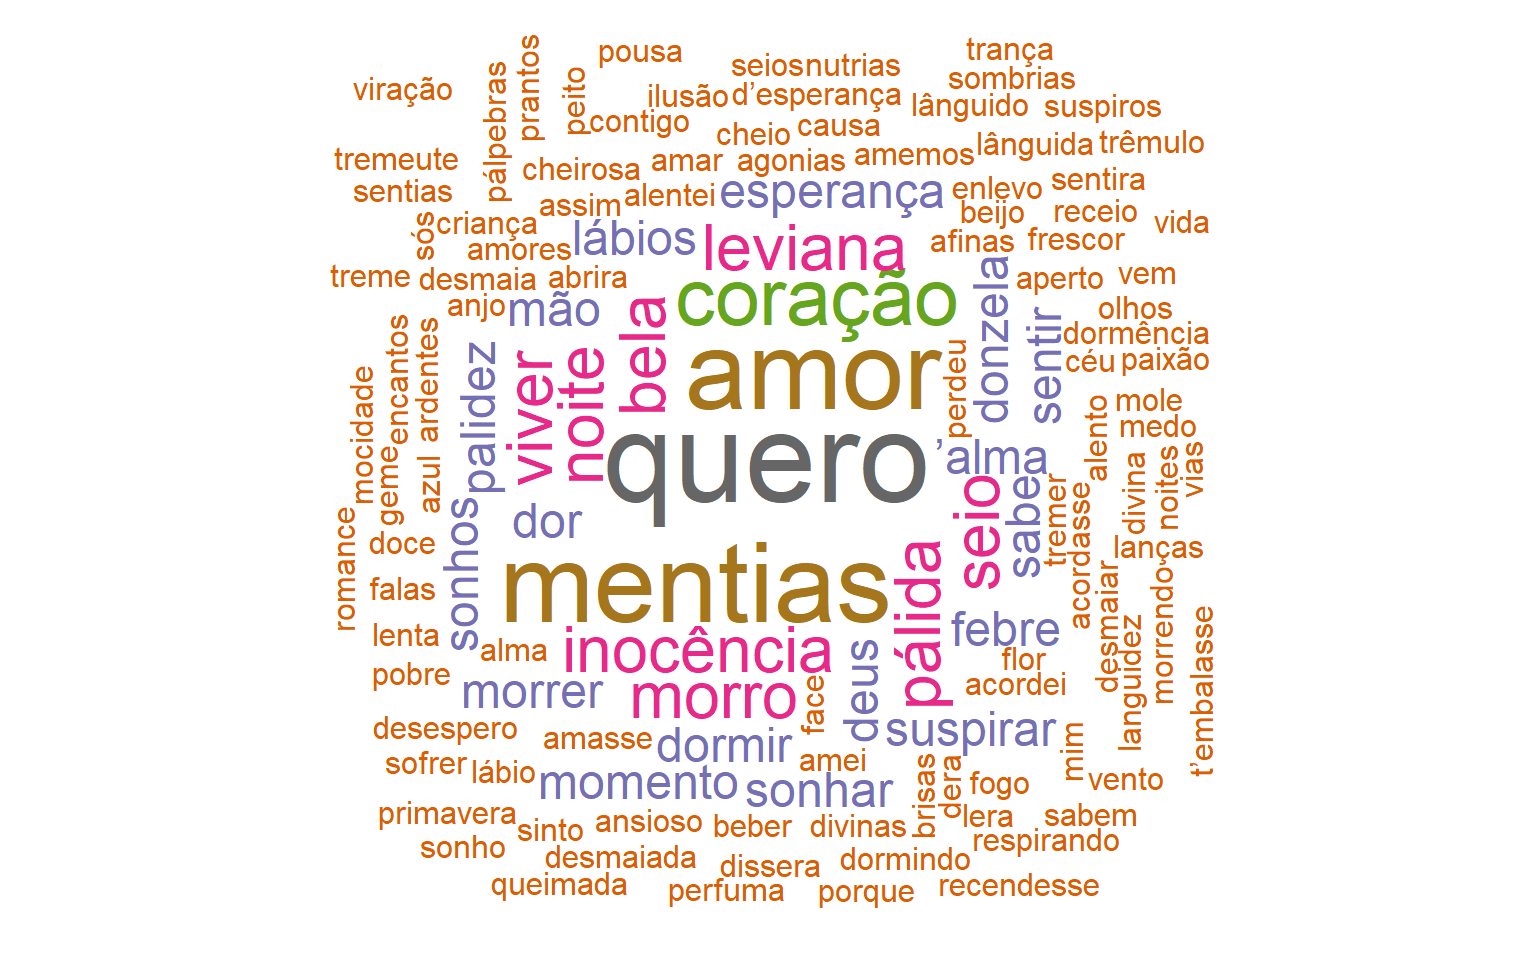 pousa
trança
viração
pálpebras
prantos
peito
seiosnutrias
sombrias
ilusão
d’esperança
lânguido
suspiros
contigo
cheio
causa
tremeute
cheirosa
amar
agonias
amemos
lânguida
trêmulo
sentias
assim
alentei
esperança
enlevo
sentira
sós
criança
lábios
leviana
beijo
receio
vida
amores
afinas
frescor
treme
desmaia
abrira
coração
donzela
aperto
vem
anjo
mão
bela
sentir
olhos
dormência
mocidade
encantos
ardentes
palidez
viver
noite
amor
perdeu
céu
paixão
geme
azul
quero
’alma
alento
mole
medo
romance
doce
sonhos
dor
seio
sabe
tremer
acordasse
divina
noites
vias
lanças
falas
mentias
pálida
febre
desmaiar
languidez
morrendo
t’embalasse
lenta
alma
inocência
deus
flor
pobre
morrer
morro
face
acordei
desespero
amasse
dormir
suspirar
mim
sofrer
lábio
momento
amei
sonhar
brisas
dera
fogo
vento
primavera
sinto
ansioso
beber
divinas
lera
sabem
sonho
desmaiada
dissera
dormindo
respirando
queimada
perfuma
porque
recendesse